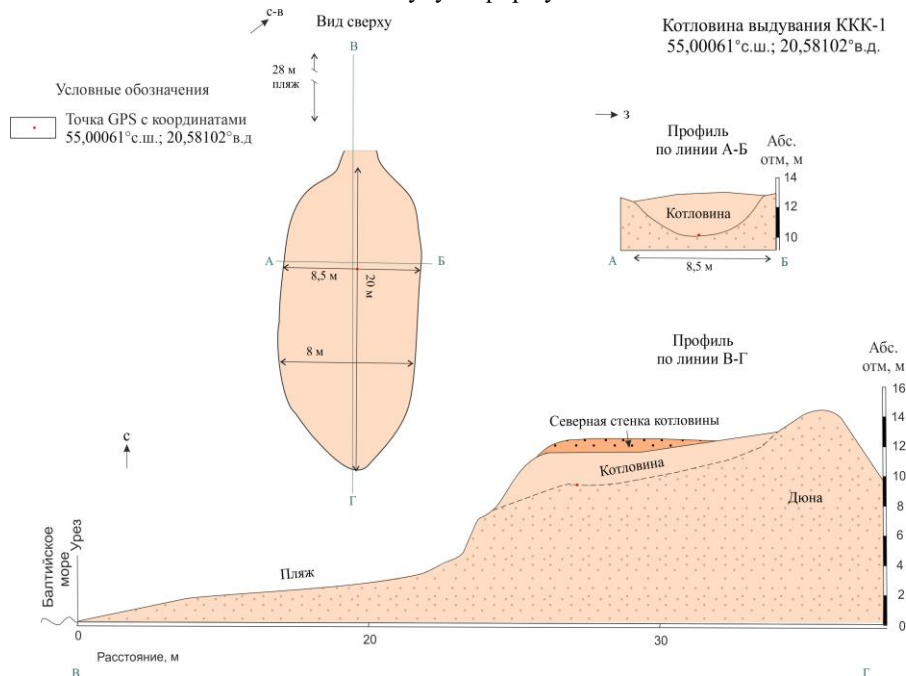 с-в
Вид сверху
Котловина выдувания ККК-1
55,00061°с.ш.; 20,58102°в.д.
В
28 м
пляж
Условные обозначения
Точка GPS с координатами
55,00061°с.ш.; 20,58102°в.д
з
Профиль
по линии А-Б
Абс.
отм, м
14
12
10
Котловина
А
8,5 м
Б
А
Б
8,5 м
20 м
8 м
Г
с
Профиль
по линии В-Г
Абс.
отм, м
16
14
12
10
8
6
4
2
0
Северная стенка котловины
Котловина
Дюна
Пляж
Балтийское
море
Урез
0
20
30
Расстояние, м
В
Г